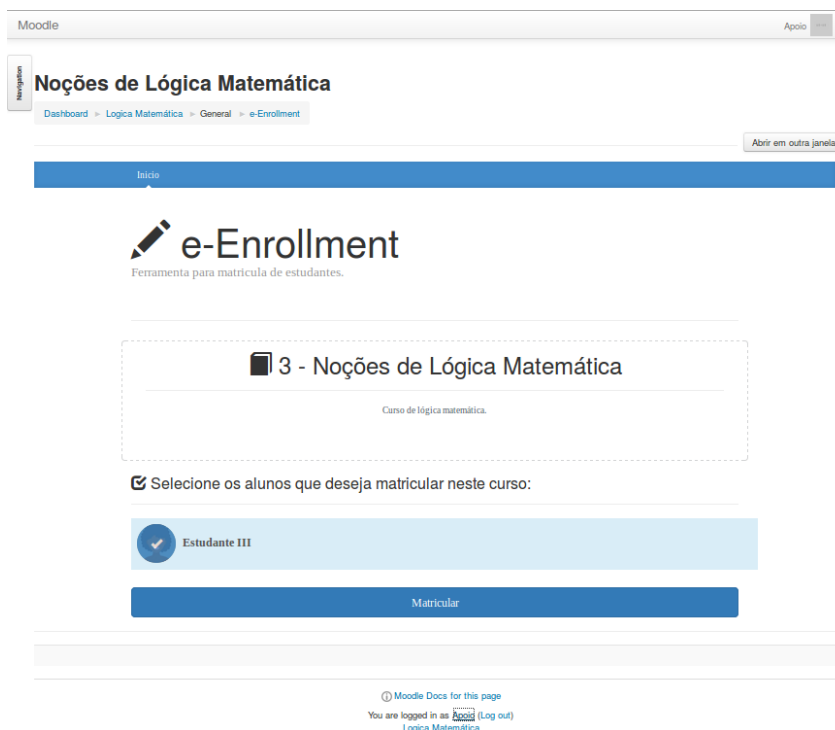 Moodle
Apoio
Navigation
Noções de Lógica Matemática
Dashboard ► Logica Matemática ► General ► e-Enrollment
Abrir em outra janela
Inicio
e-Enrollment
Ferramenta para matricula de estudantes.
3 - Noções de Lógica Matemática
Curso de lógica matemática.
Selecione os alunos que deseja matricular neste curso:
Estudante III
Matricular
Moodle Docs for this page
You are logged in as Apoio (Log out)
Logica Matemática